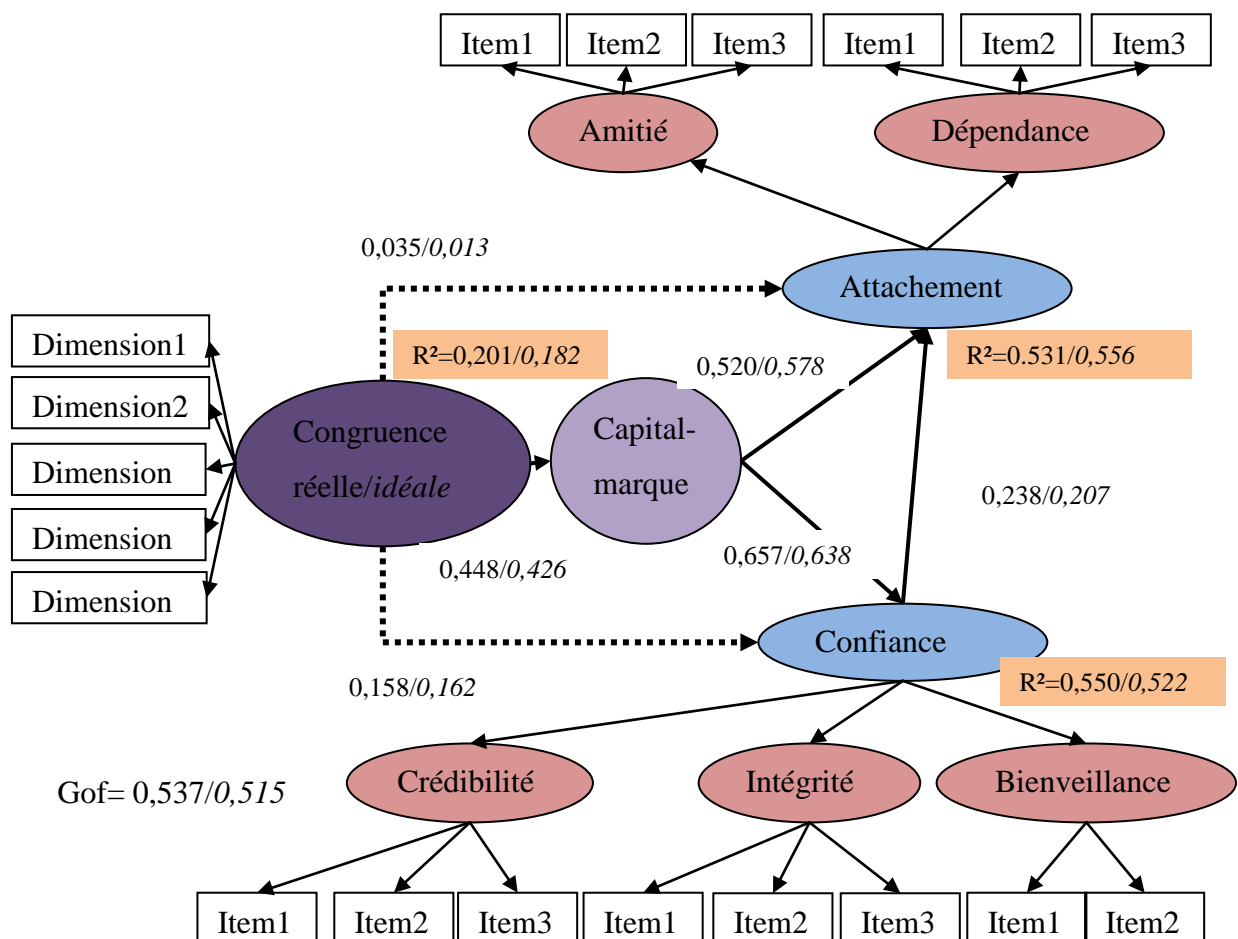 Item1
Item2
Item3
Item1
Item2
Item3
Amitié
Dépendance
0,035/0,013
Attachement
Dimension1
R²=0,201/0,182
0,520/0,578
R²=0.531/0,556
Dimension2
Congruence
réelle/idéale
Capital-
marque
Dimension
0,238/0,207
Dimension
0,448/0,426
0,657/0,638
Dimension
Confiance
0,158/0,162
R²=0,550/0,522
Crédibilité
Intégrité
Bienveillance
Gof= 0,537/0,515
Item1
Item2
Item3
Item1
Item2
Item3
Item1
Item2